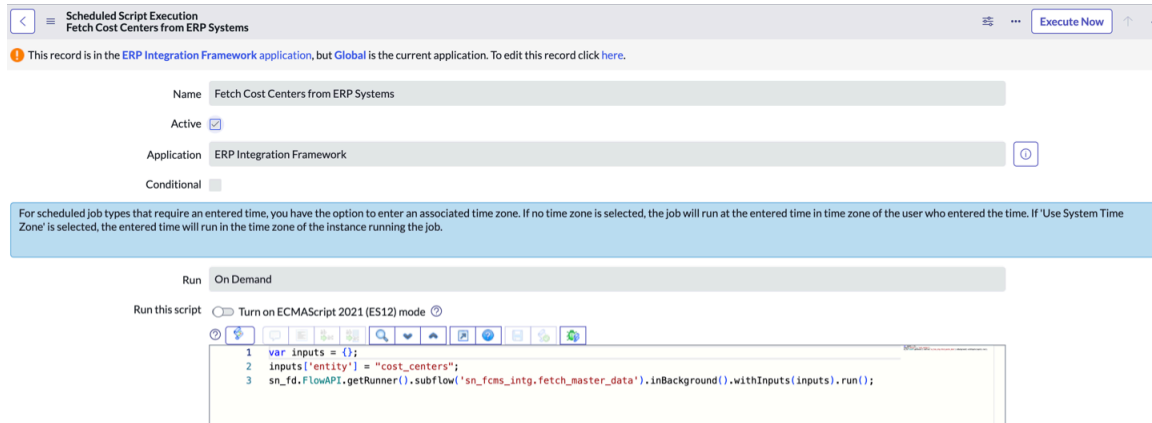 Scheduled Script Execution
Fetch Cost Centers from ERP Systems
Execute Now
This record is in the ERP Integration Framework application, but Global is the current application. To edit this record click here.
Name Fetch Cost Centers from ERP Systems
Active
Application ERP Integration Framework
Conditional
For scheduled job types that require an entered time, you have the option to enter an associated time zone. If no time zone is selected, the job will run at the entered time in time zone of the user who entered the time. If 'Use System Time
Zone' is selected, the entered time will run in the time zone of the instance running the job.
Run On Demand
Run this script Turn on ECMAScript 2021 (ES12) mode
1 var inputs = {};
2 inputs['entity'] = "cost_centers";
3 sn_fd.FlowAPI.getRunner().subflow('sn_fcms_intg.fetch_master_data').inBackground().withInputs(inputs).run();